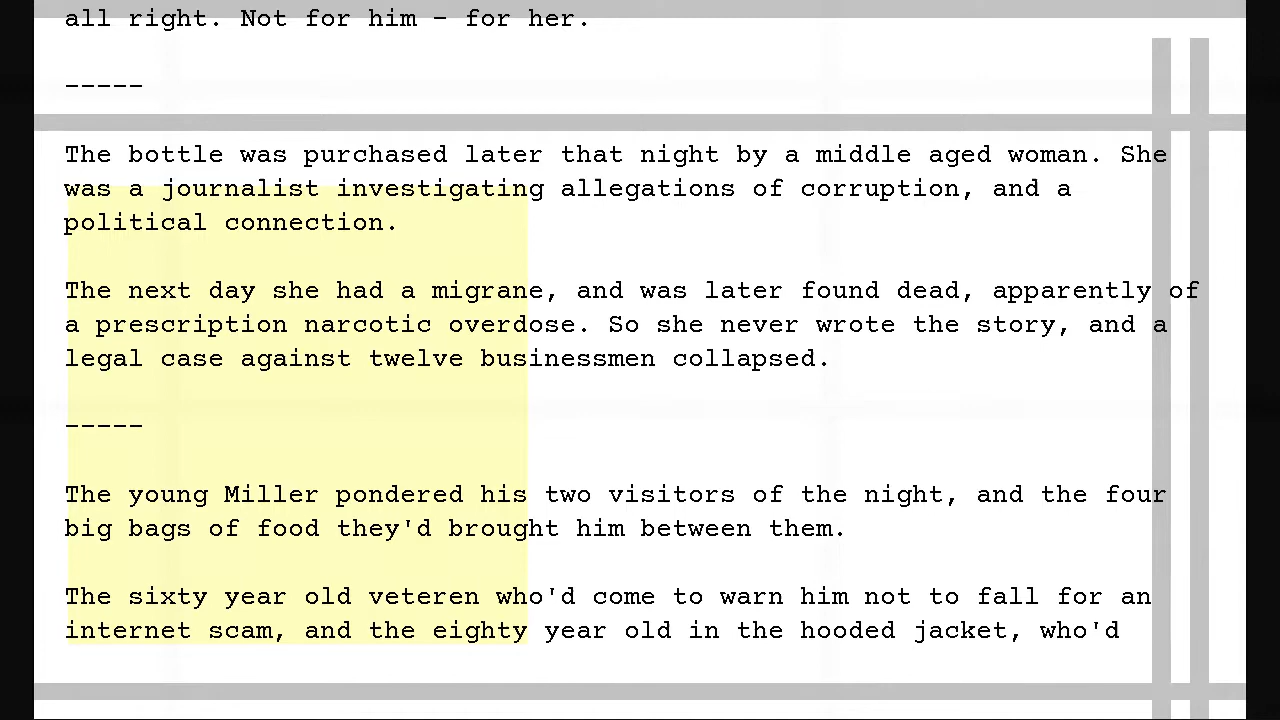 all right. Not for him – for her.
-----
The bottle was purchased later that night by a middle aged woman. She
was a journalist investigating allegations of corruption, and a
political connection.
The next day she had a migrane, and was later found dead, apparently of
a prescription narcotic overdose. So she never wrote the story, and a
legal case against twelve businessmen collapsed.
-----
The young Miller pondered his two visitors of the night, and the four
big bags of food they'd brought him between them.
The sixty year old veteren who'd come to warn him not to fall for an
internet scam, and the eighty year old in the hooded jacket, who'd